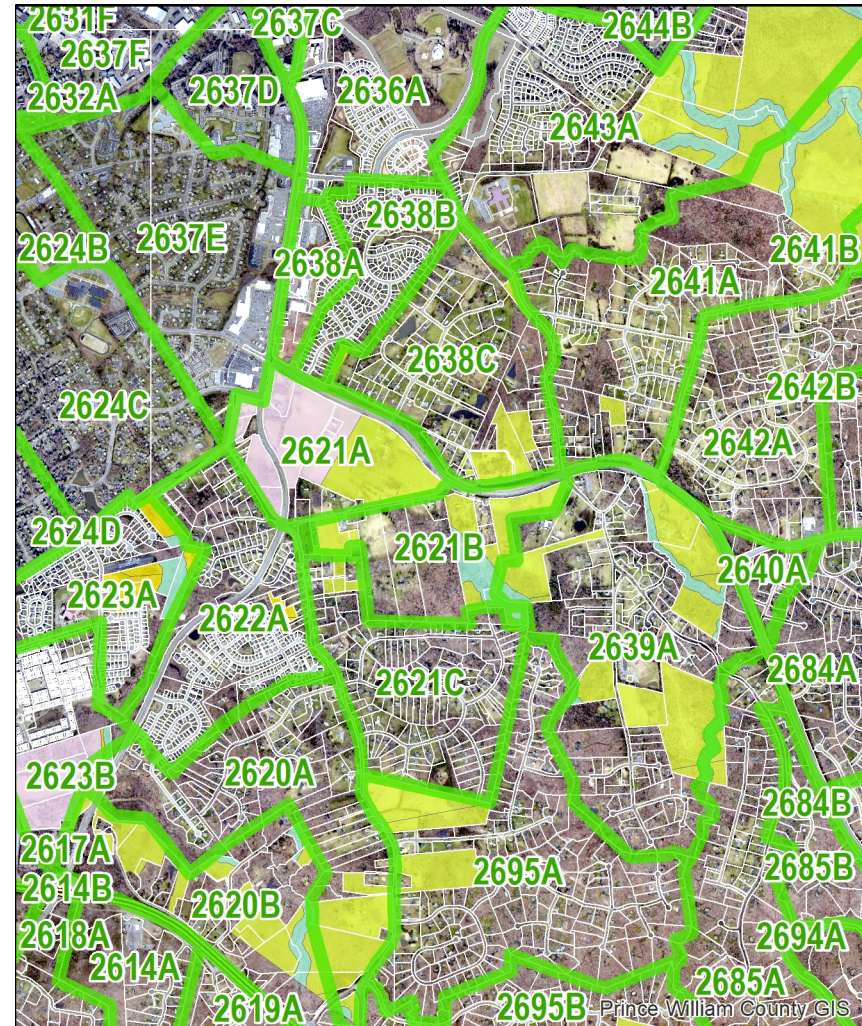 2631F
2637C
2644B
2637F
2632A
2637D
2636A
2643A
2638B
2624B
2637E
2638A
2641B
2641A
2638C
2624C
2642B
2621A
2642A
2624D
2621B
2640A
2623A
2622A
2639A
2621C
2684A
2623B
2620A
2684B
2617A
2685B
2614B
2695A
2620B
2618A
2694A
2614A
2685A
2619A
2695B
Prince William County GIS